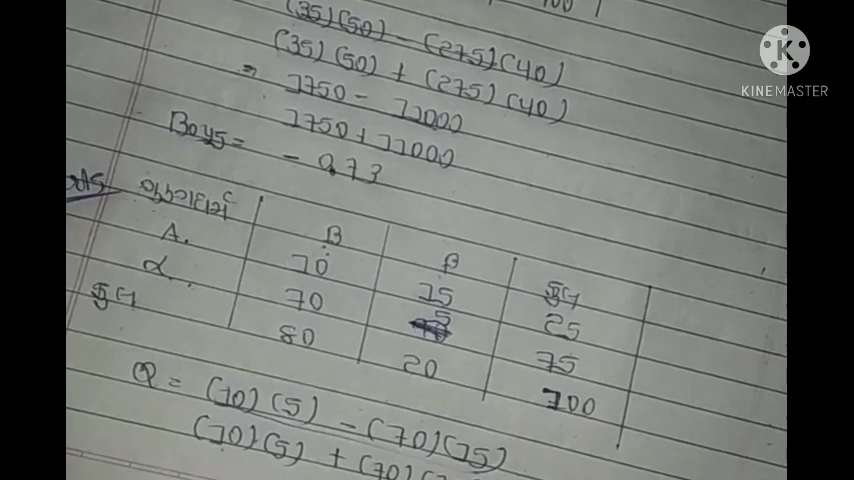 (35)(50) - (275)(40)
(35)(50) + (275)(40)
⇒ 1750 - 11000
1750 + 11000
Boys = - 0.73
B β कुल
A. 10 15 25
α. 70 5 75
कुल 80 20 100
Q = (10)(5) - (70)(15)
(10)(5) + (70)(
KINEMASTER